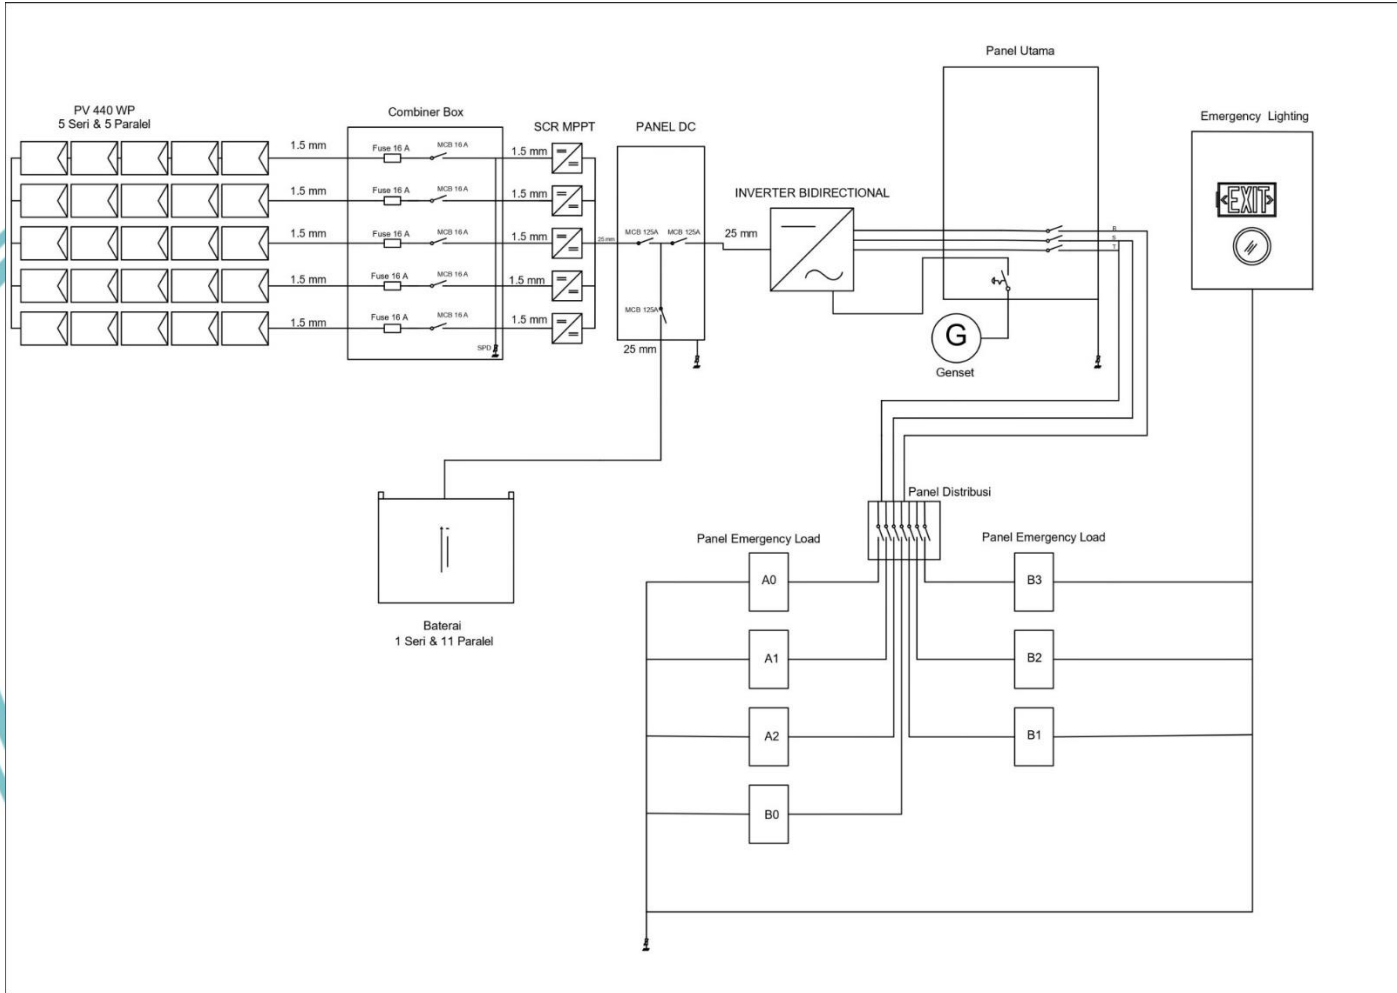 Panel Utama
PV 440 WP
5 Seri & 5 Paralel
Combiner Box
SCR MPPT
PANEL DC
Emergency Lighting
1.5 mm
Fuse 16 A
MCB 16 A
1.5 mm
EXIT
1.5 mm
Fuse 16 A
MCB 16 A
1.5 mm
INVERTER BIDIRECTIONAL
1.5 mm
Fuse 16 A
MCB 16 A
1.5 mm
25 mm
MCB 125A
MCB 125A
25 mm
R
S
T
1.5 mm
Fuse 16 A
MCB 16 A
1.5 mm
MCB 125A
1.5 mm
Fuse 16 A
MCB 16 A
1.5 mm
SPD
25 mm
G
Genset
Panel Distribusi
Panel Emergency Load
Panel Emergency Load
A0
B3
+ -
Baterai
1 Seri & 11 Paralel
A1
B2
A2
B1
B0